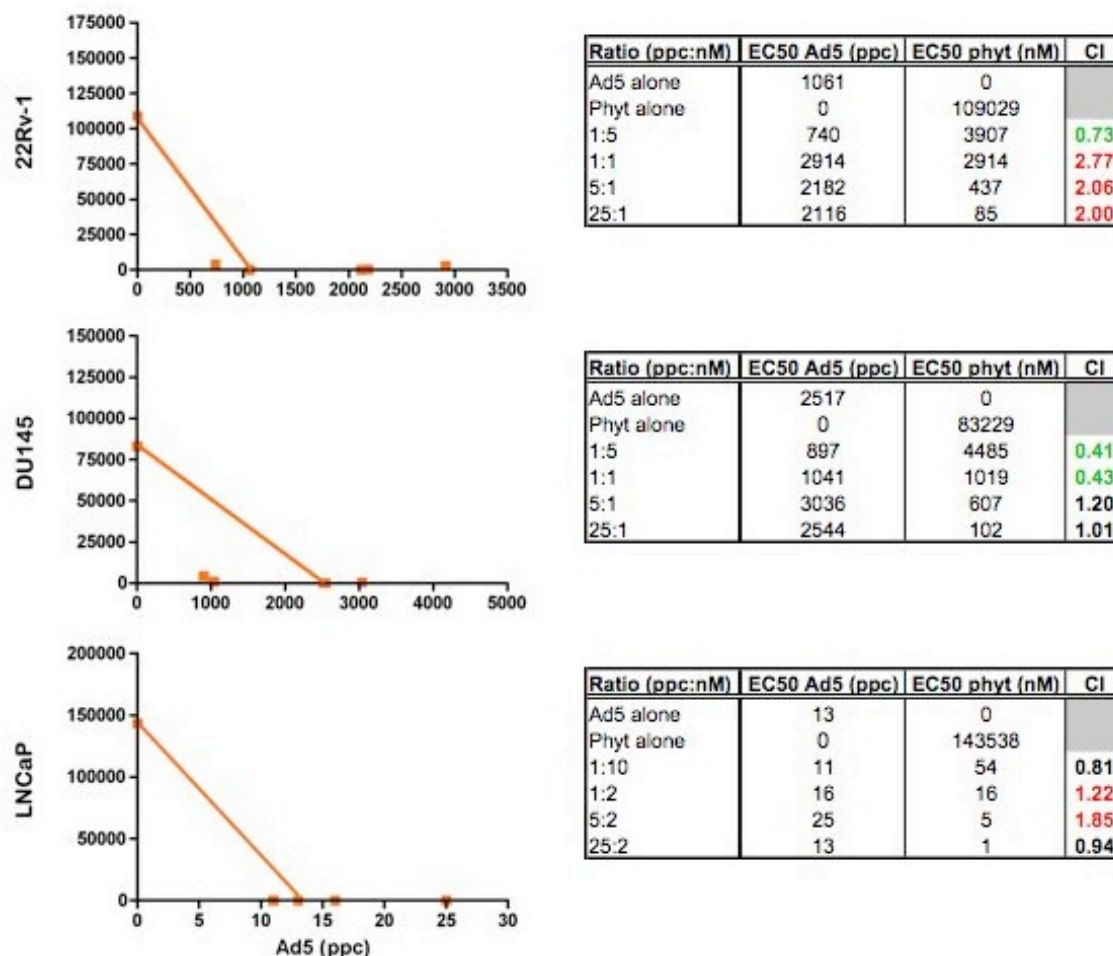 22Rv-1
175000
150000
125000
100000
75000
50000
25000
0
0 500 1000 1500 2000 2500 3000 3500
Ratio (ppc:nM) EC50 Ad5 (ppc) EC50 phyt (nM) CI
Ad5 alone 1061 0
Phyt alone 0 109029
1:5 740 3907 0.73
1:1 2914 2914 2.77
5:1 2182 437 2.06
25:1 2116 85 2.00
DU145
150000
125000
100000
75000
50000
25000
0
0 1000 2000 3000 4000 5000
Ratio (ppc:nM) EC50 Ad5 (ppc) EC50 phyt (nM) CI
Ad5 alone 2517 0
Phyt alone 0 83229
1:5 897 4485 0.41
1:1 1041 1019 0.43
5:1 3036 607 1.20
25:1 2544 102 1.01
LNCaP
200000
150000
100000
50000
0
0 5 10 15 20 25 30
Ad5 (ppc)
Ratio (ppc:nM) EC50 Ad5 (ppc) EC50 phyt (nM) CI
Ad5 alone 13 0
Phyt alone 0 143538
1:10 11 54 0.81
1:2 16 16 1.22
5:2 25 5 1.85
25:2 13 1 0.94